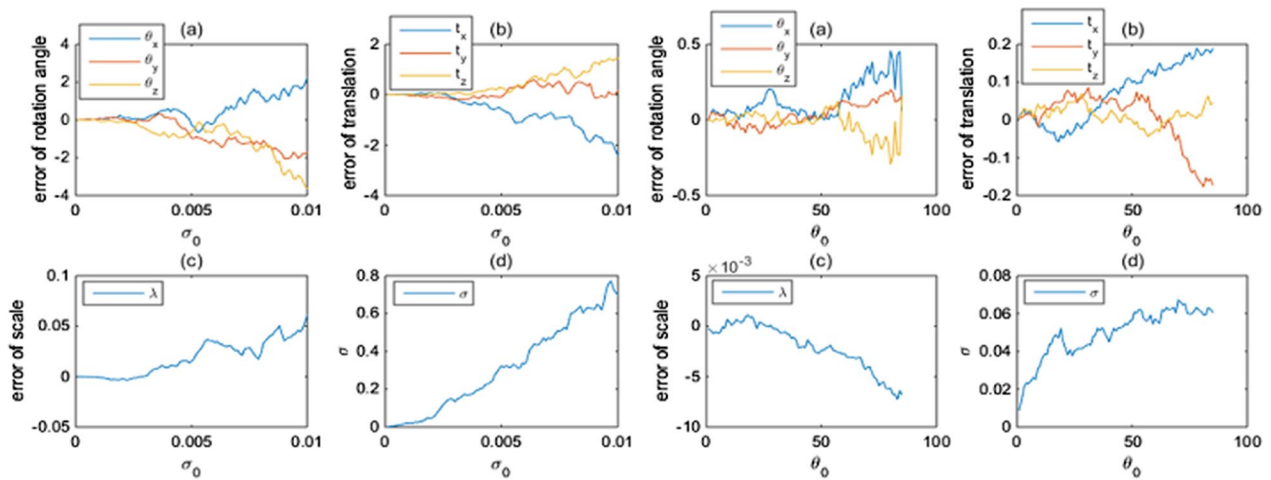 (a)
error of rotation angle
θx
θy
θz
4
2
0
-2
-4
0 0.005 0.01
σ0
(b)
error of translation
tx
ty
tz
2
0
-2
-4
0 0.005 0.01
σ0
(a)
error of rotation angle
θx
θy
θz
0.5
0
-0.5
0 50 100
θ0
(b)
error of translation
tx
ty
tz
0.2
0.1
0
-0.1
-0.2
0 50 100
θ0
(c)
error of scale
λ
0.1
0.05
0
-0.05
0 0.005 0.01
σ0
(d)
σ
σ
0.8
0.6
0.4
0.2
0
0 0.005 0.01
σ0
(c)
×10-3
error of scale
λ
5
0
-5
-10
0 50 100
θ0
(d)
σ
σ
0.08
0.06
0.04
0.02
0
0 50 100
θ0